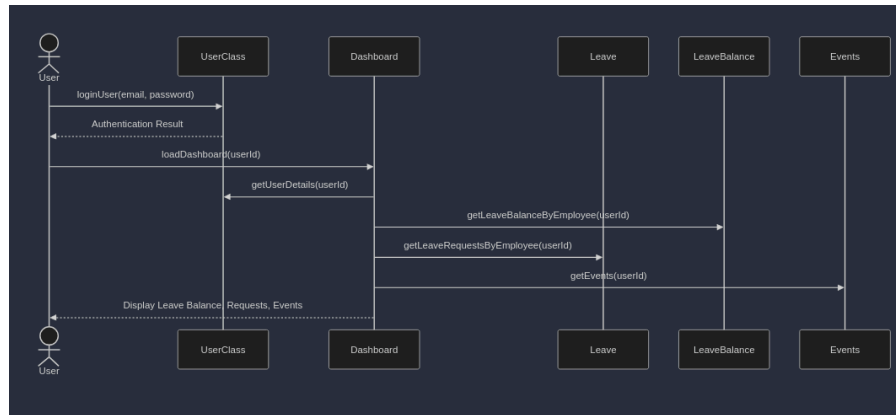 User
UserClass
Dashboard
Leave
LeaveBalance
Events
loginUser(email, password)
Authentication Result
loadDashboard(userId)
getUserDetails(userId)
getLeaveBalanceByEmployee(userId)
getLeaveRequestsByEmployee(userId)
getEvents(userId)
Display Leave Balance, Requests, Events
User
UserClass
Dashboard
Leave
LeaveBalance
Events